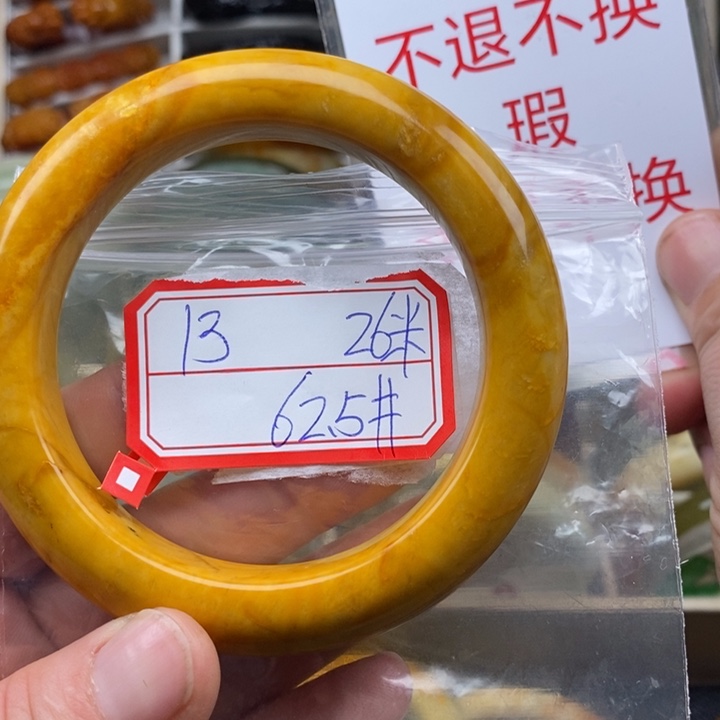 不退不换
瑕
换
13 26米
62.5#